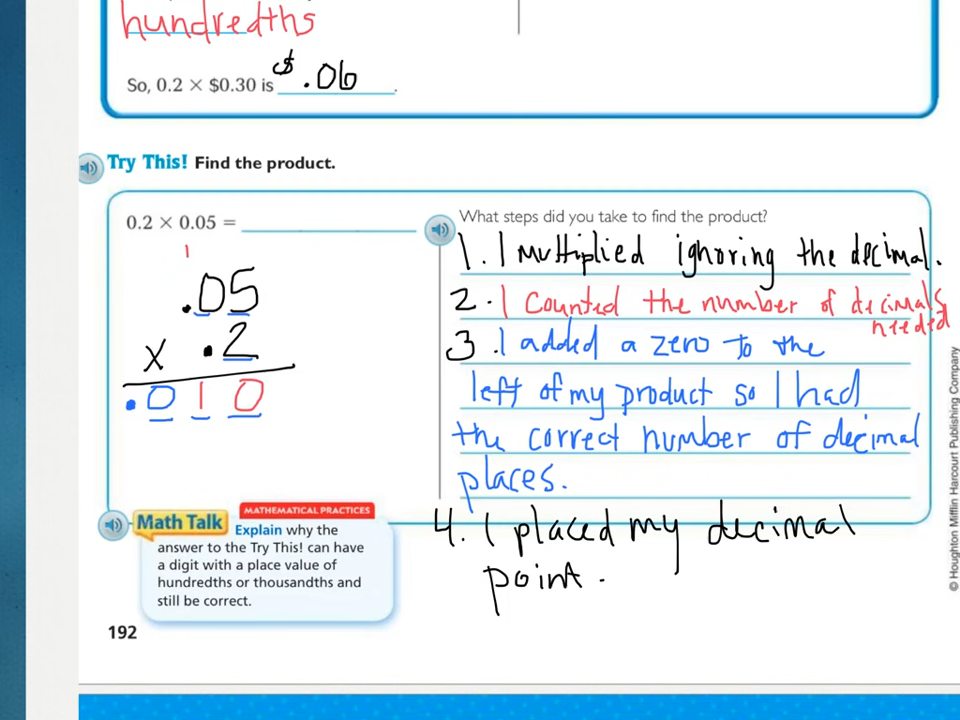 hundredths
So, 0.2 × $0.30 is $ .06 .
Try This! Find the product.
0.2 × 0.05 =
1
.05
x .2
.010
What steps did you take to find the product?
1. I multiplied ignoring the decimal.
2. I counted the number of decimals
needed
3. I added a zero to the
left of my product so I had
the correct number of decimal
places.
4. I placed my decimal
point.
Math Talk
MATHEMATICAL PRACTICES
Explain why the
answer to the Try This! can have
a digit with a place value of
hundredths or thousandths and
still be correct.
192
© Houghton Mifflin Harcourt Publishing Company